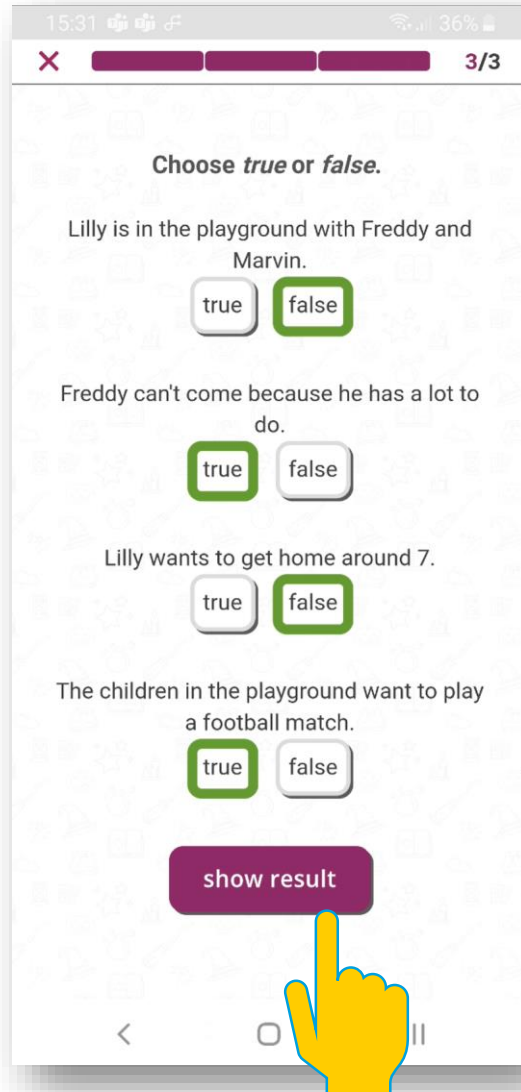 15:31 36%
3/3
Choose true or false.
Lilly is in the playground with Freddy and
Marvin.
true false
Freddy can't come because he has a lot to
do.
true false
Lilly wants to get home around 7.
true false
The children in the playground want to play
a football match.
true false
show result